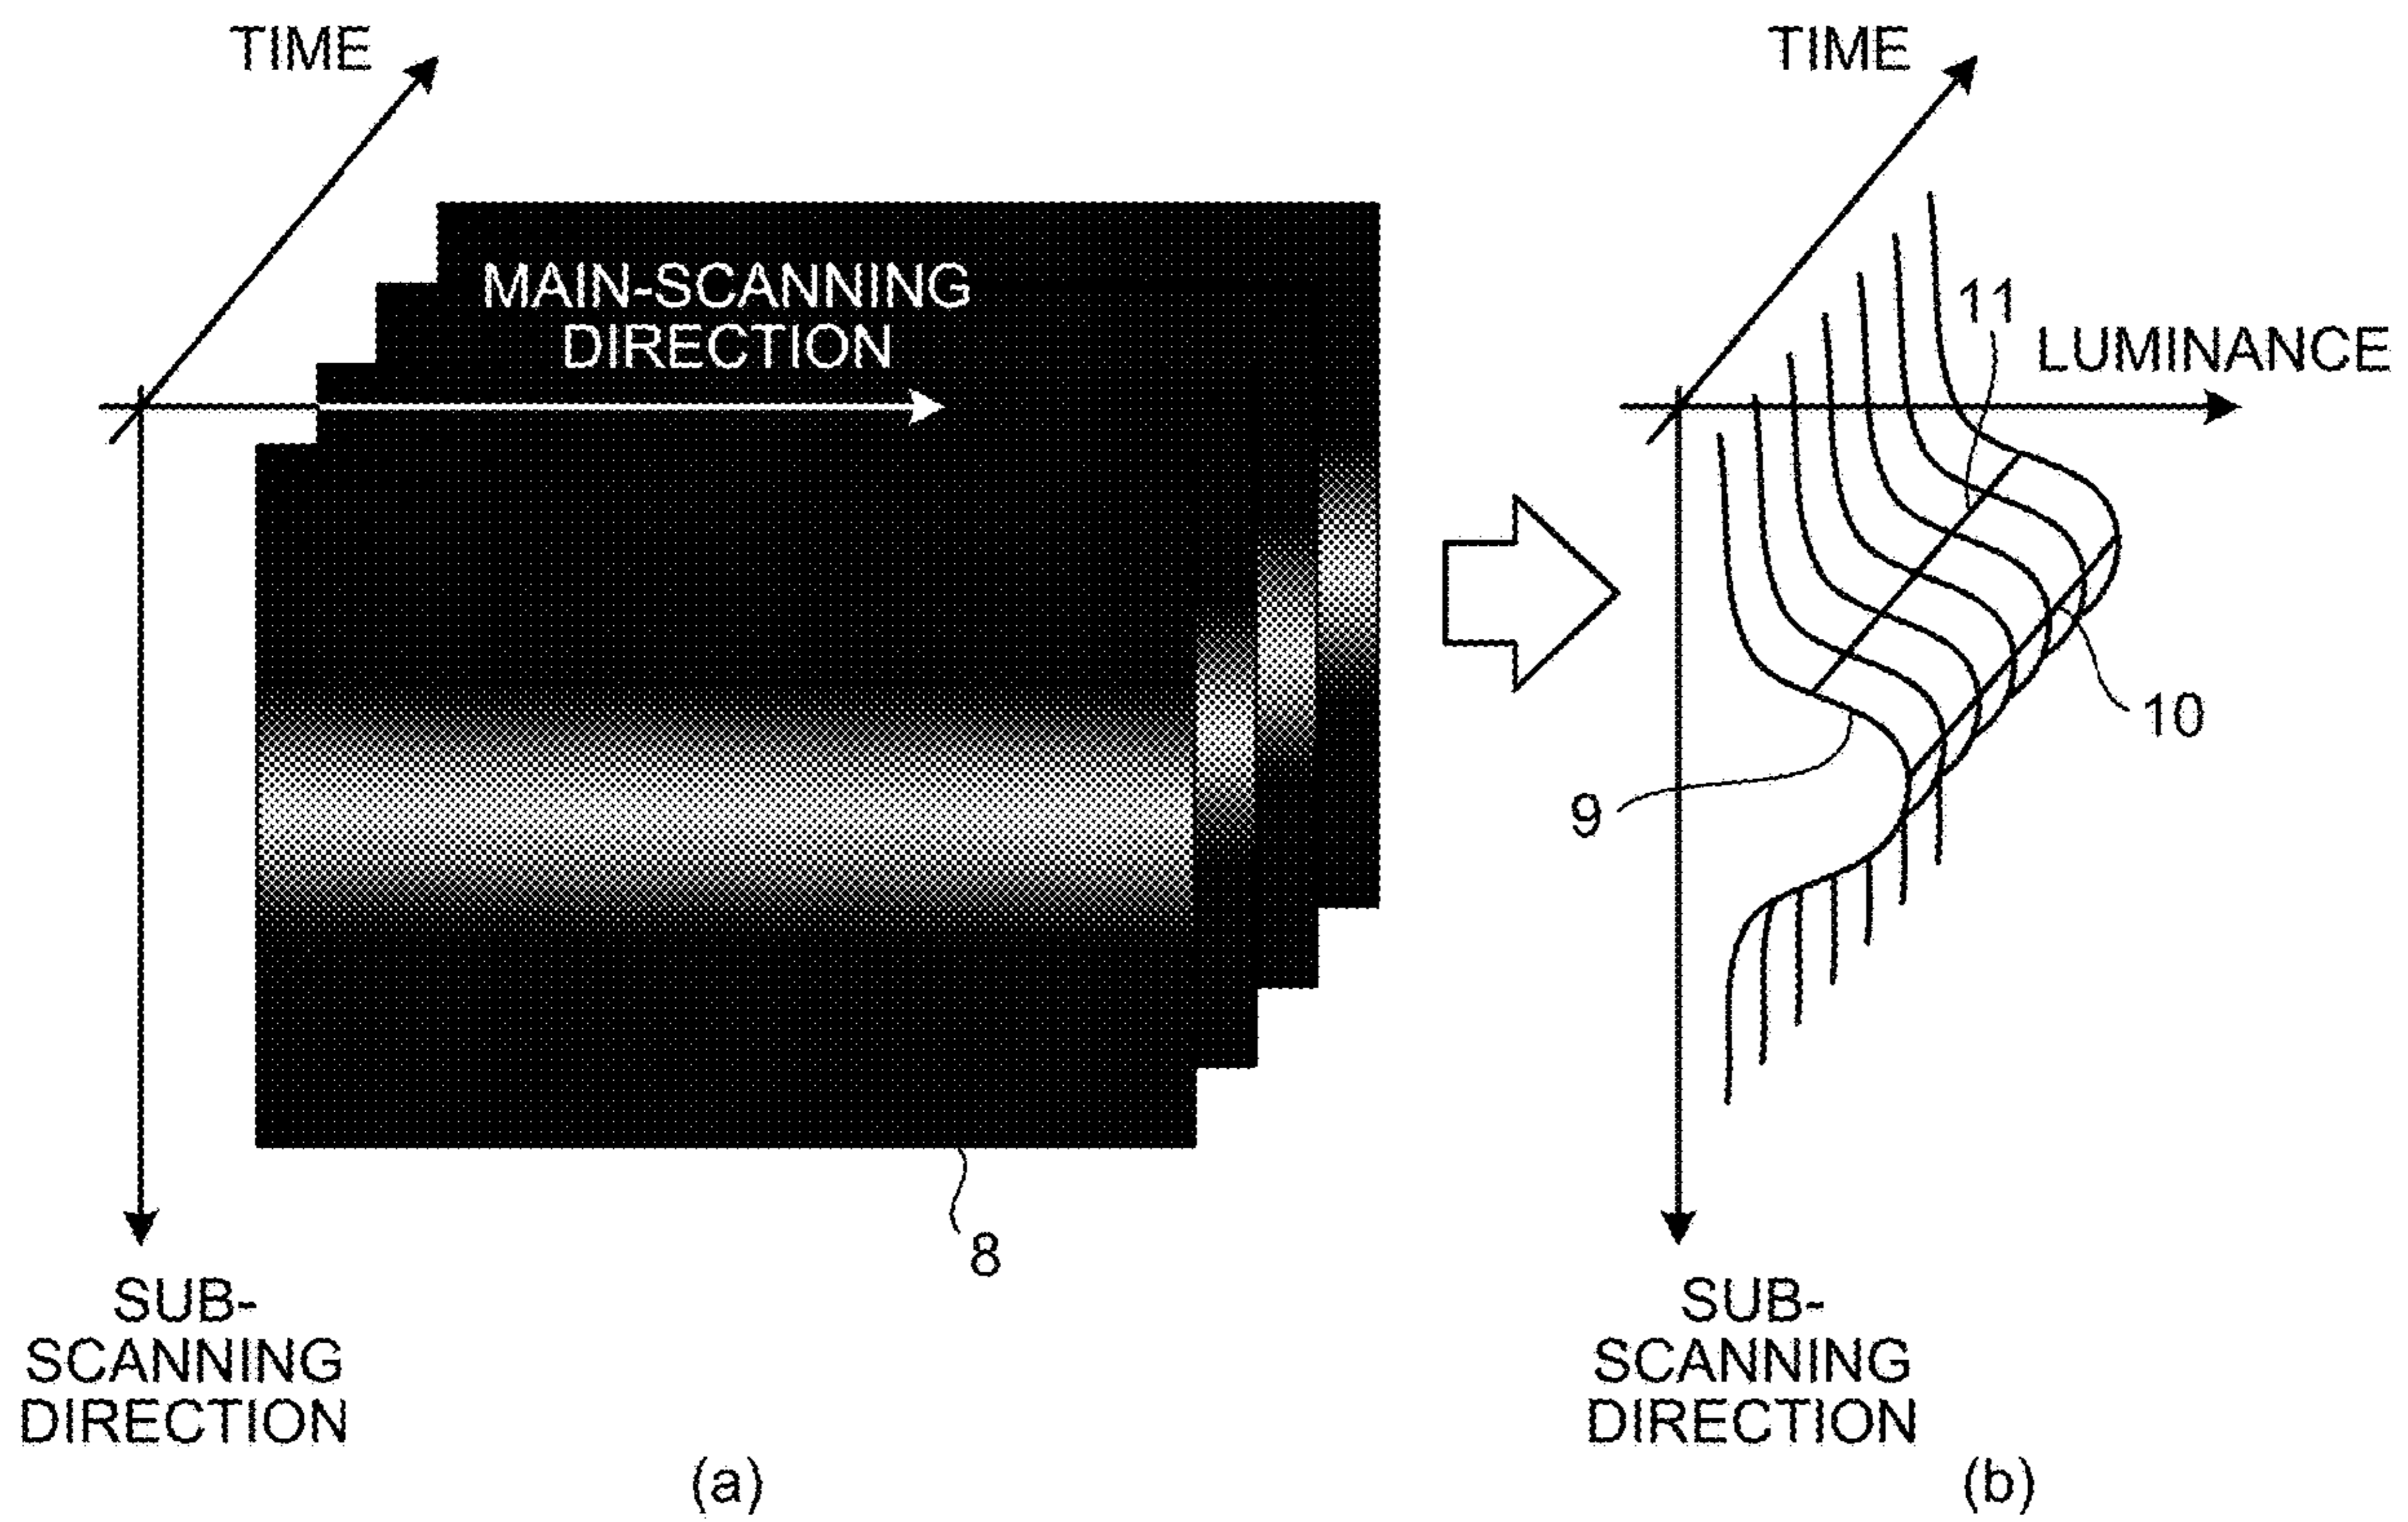 TIME
MAIN-SCANNING
DIRECTION
8
SUB-
SCANNING
DIRECTION
(a)
TIME
11
LUMINANCE
10
9
SUB-
SCANNING
DIRECTION
(b)